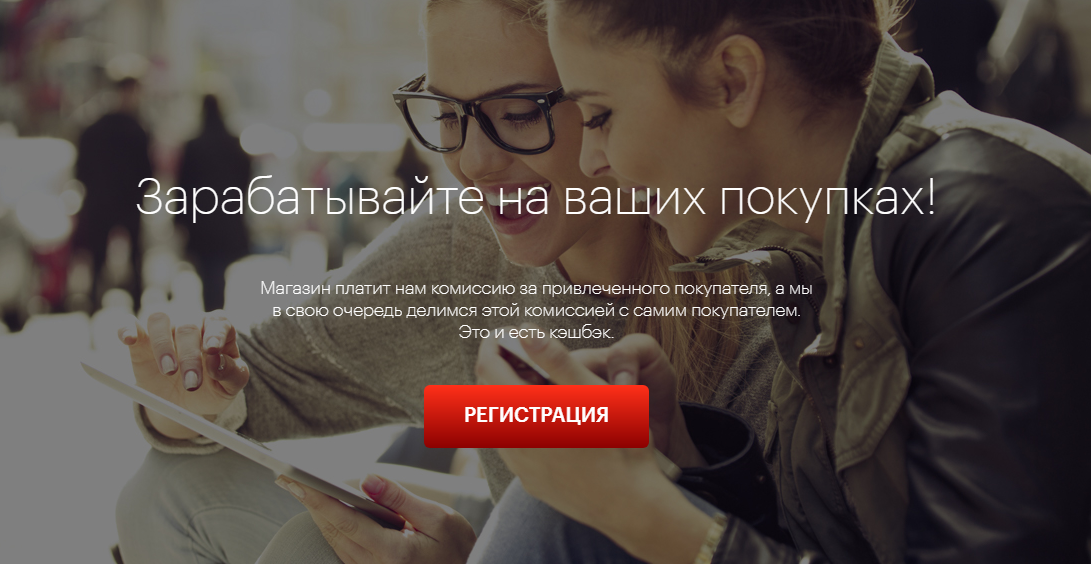 Зарабатывайте на ваших покупках!
Магазин платит нам комиссию за привлеченного покупателя, а мы
в свою очередь делимся этой комиссией с самим покупателем.
Это и есть кэшбэк.
РЕГИСТРАЦИЯ